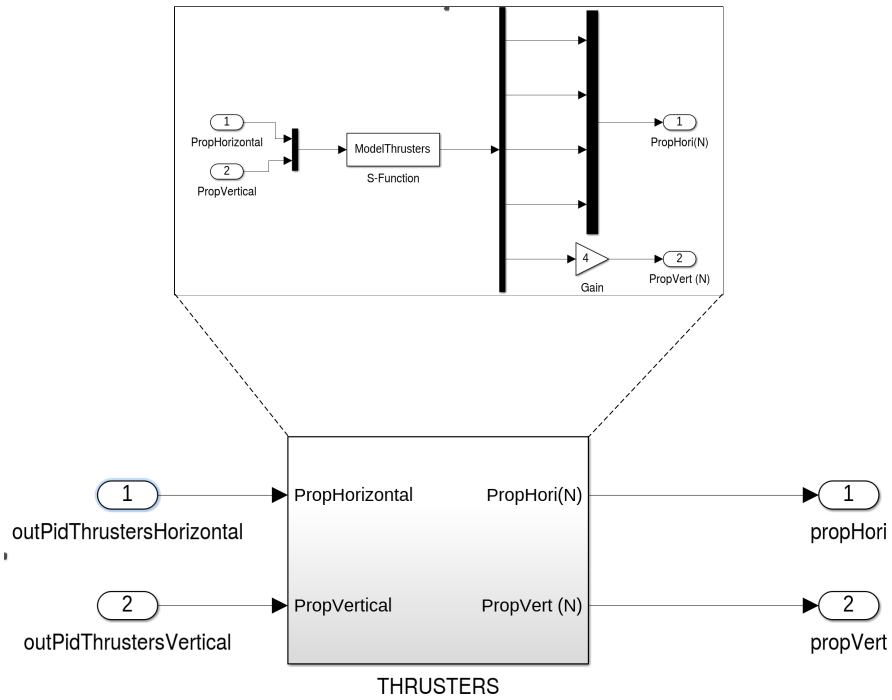 1
PropHorizontal
2
PropVertical
ModelThrusters
S-Function
1
PropHori(N)
4
Gain
2
PropVert (N)
1
outPidThrustersHorizontal
2
outPidThrustersVertical
PropHorizontal
PropHori(N)
PropVertical
PropVert (N)
THRUSTERS
1
propHori
2
propVert